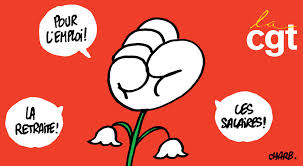 POUR
L'EMPLOI!
la
cgt
LA
RETRAITE!
LES
SALAIRES!
CHARB.